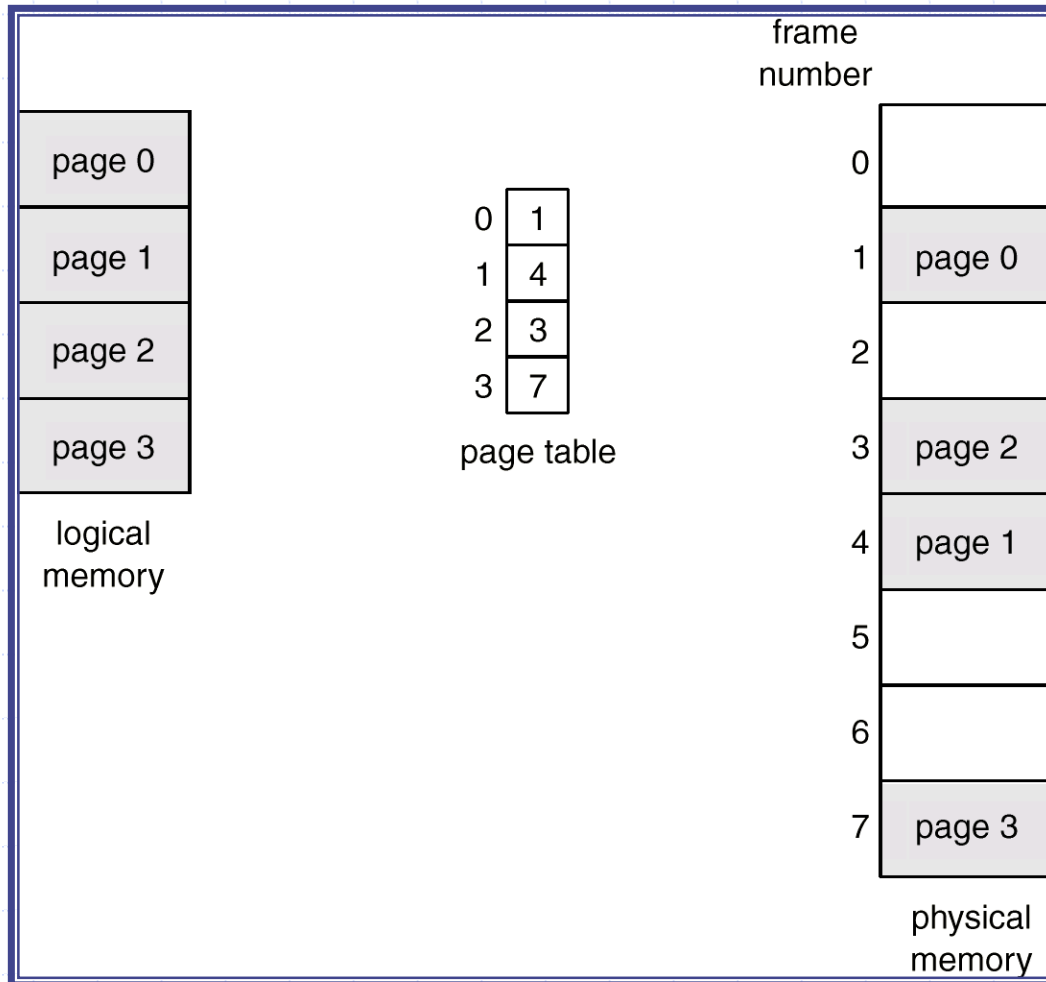 page 0
page 1
page 2
page 3
logical
memory
0 1
1 4
2 3
3 7
page table
frame
number
0
1 page 0
2
3 page 2
4 page 1
5
6
7 page 3
physical
memory